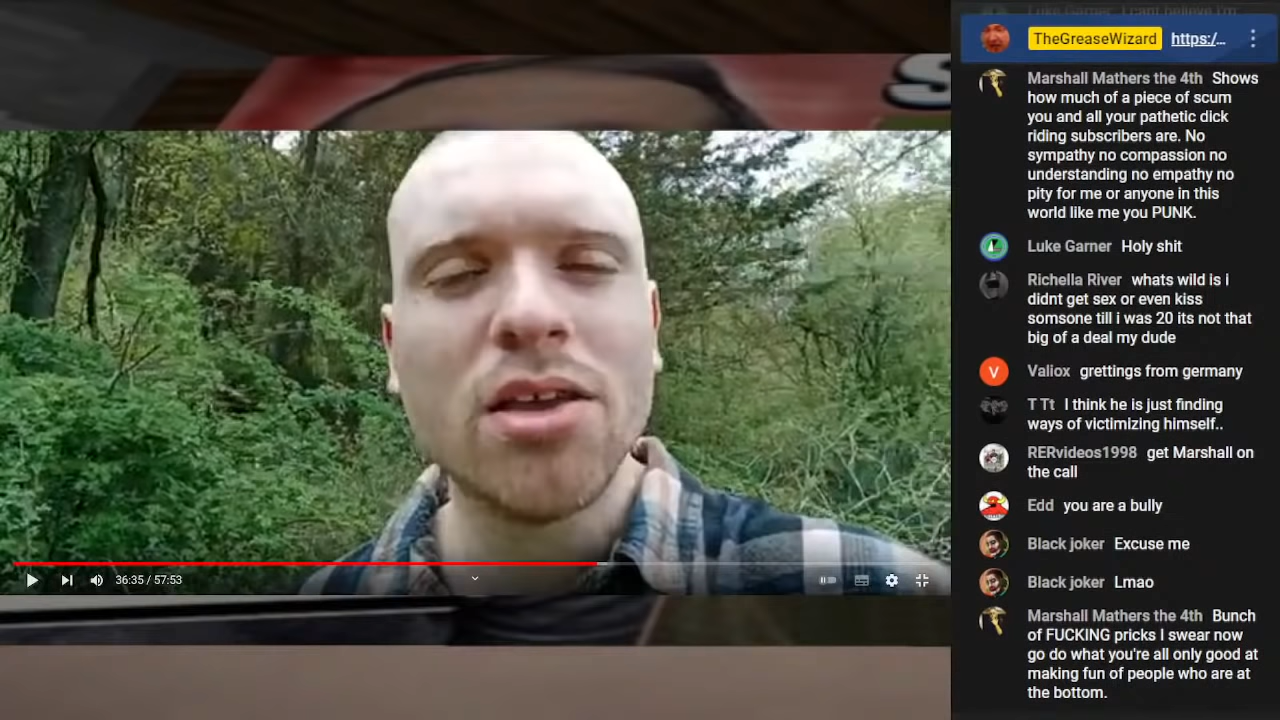 Luke Garner I cant believe I'm
S
TheGreaseWizard https:/...
Marshall Mathers the 4th Shows
how much of a piece of scum
you and all your pathetic dick
riding subscribers are. No
sympathy no compassion no
understanding no empathy no
pity for me or anyone in this
world like me you PUNK.
Luke Garner Holy shit
Richella River whats wild is i
didnt get sex or even kiss
somsone till i was 20 its not that
big of a deal my dude
V
Valiox grettings from germany
T Tt I think he is just finding
ways of victimizing himself..
RERvideos1998 get Marshall on
the call
Edd you are a bully
Black joker Excuse me
Black joker Lmao
36:35 / 57:53
Marshall Mathers the 4th Bunch
of FUCKING pricks I swear now
go do what you're all only good at
making fun of people who are at
the bottom.